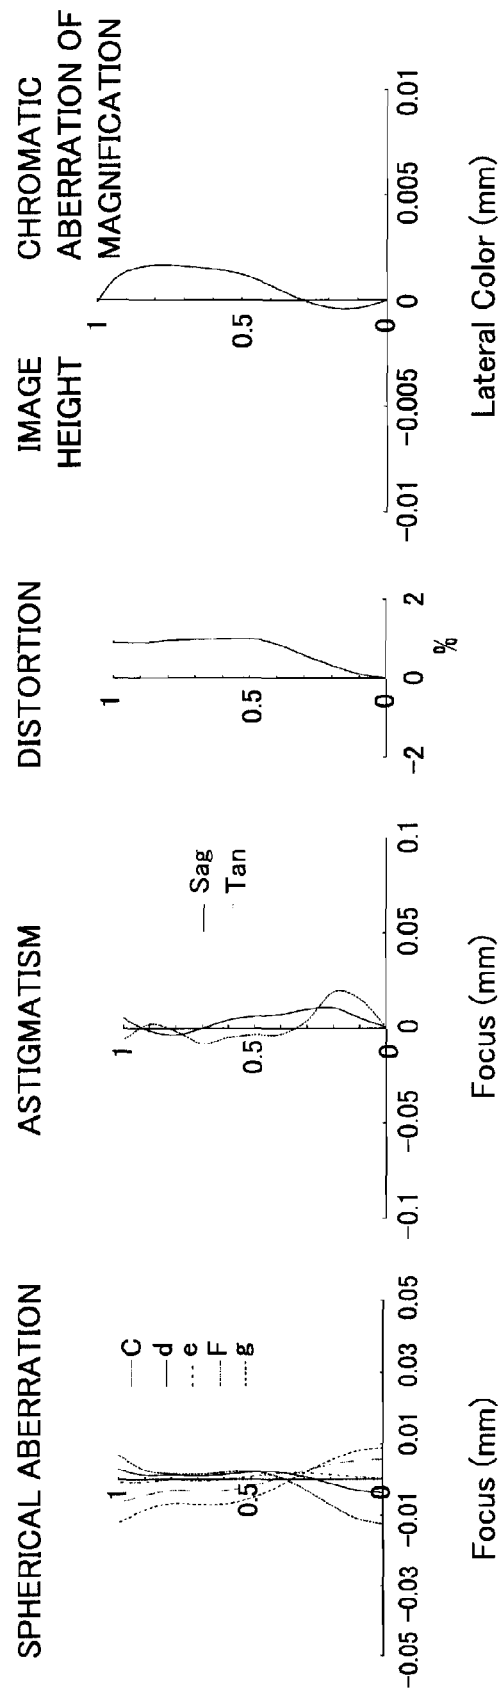 SPHERICAL ABERRATION
C
d
e
F
g
1
0.5
0
−0.05
−0.03
−0.01
0.01
0.03
0.05
Focus (mm)
ASTIGMATISM
Sag
Tan
1
0.5
0
−0.1
−0.05
0
0.05
0.1
Focus (mm)
DISTORTION
1
0.5
0
−2
0
2
%
IMAGE
HEIGHT
CHROMATIC
ABERRATION OF
MAGNIFICATION
1
0.5
0
−0.01
−0.005
0
0.005
0.01
Lateral Color (mm)